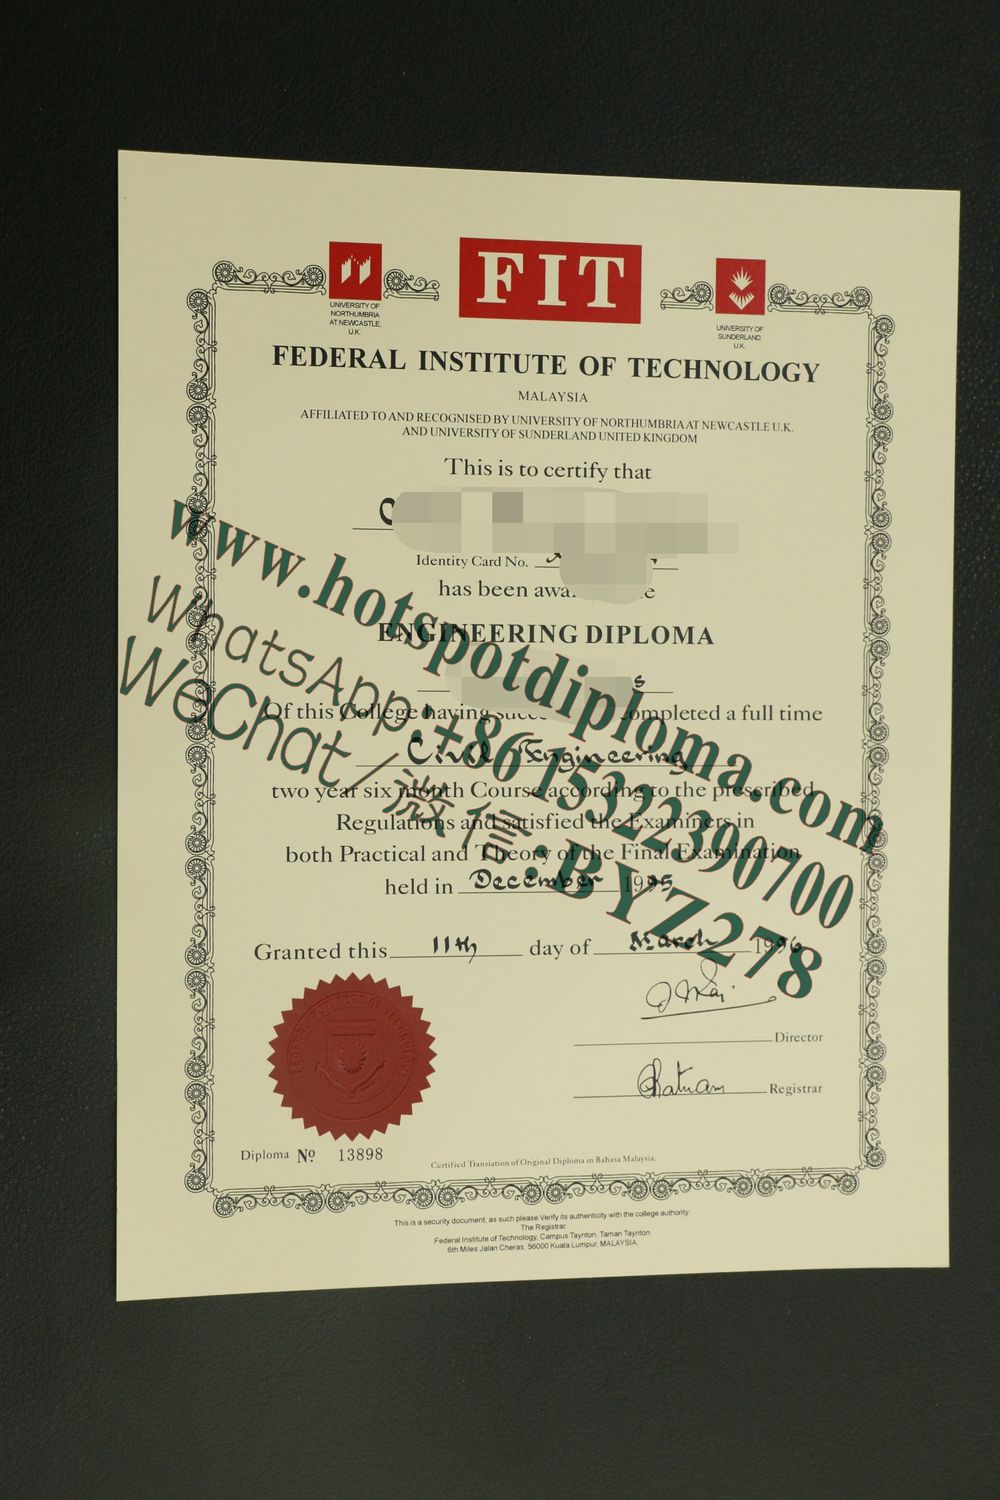 FIT
UNIVERSITY OF
NORTHUMBRIA
AT NEWCASTLE,
U.K.
UNIVERSITY OF
SUNDERLAND.
U.K.
FEDERAL INSTITUTE OF TECHNOLOGY
MALAYSIA
AFFILIATED TO AND RECOGNISED BY UNIVERSITY OF NORTHUMBRIA AT NEWCASTLE U.K.
AND UNIVERSITY OF SUNDERLAND UNITED KINGDOM
This is to certify that
Identity Card No.
has been
ENGINEERING DIPLOMA
Of this College having completed a full time
Civil Engineering
two year six month Course according to the prescribed
Regulations and satisfied the Examiners in
both Practical and Theory of the Final Examination
held in December 1995
Granted this 11th day of March 1996
Director
Registrar
Diploma Nº 13898
Certified Translation of Original Diploma in Bahasa Malaysia.
This is a security document, as such please Verify its authenticity with the college authority
The Registrar.
Federal Institute of Technology, Campus Taynton, Taman Taynton.
6th Miles Jalan Cheras, 56000 Kuala Lumpur, MALAYSIA.
www.hotspotdiploma.com
WhatsApp:+86 15322390700
WeChat/微信:BYZ278